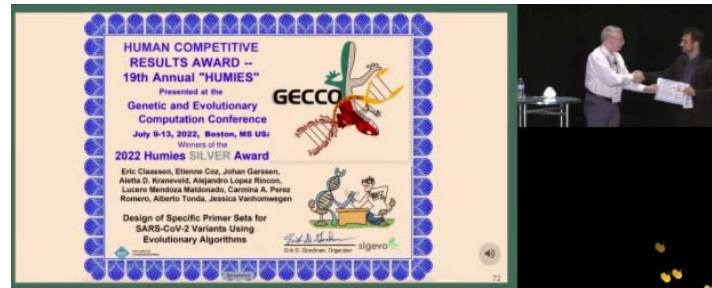 HUMAN COMPETITIVE
RESULTS AWARD --
19th Annual "HUMIES"
Presented at the
Genetic and Evolutionary
Computation Conference
July 9-13, 2022, Boston, MS USA
Winners of the
2022 Humies SILVER Award
GECCO
Eric Claassen, Etienne Coz, Johan Garssen,
Aletta D. Kraneveld, Alejandro Lopez Rincon,
Lucero Mendoza Maldonado, Carmina A. Perez
Romero, Alberto Tonda, Jessica Vanhomwegen
Design of Specific Primer Sets for
SARS-CoV-2 Variants Using
Evolutionary Algorithms
Erik D. Goodman, Organizer
sigevo
72